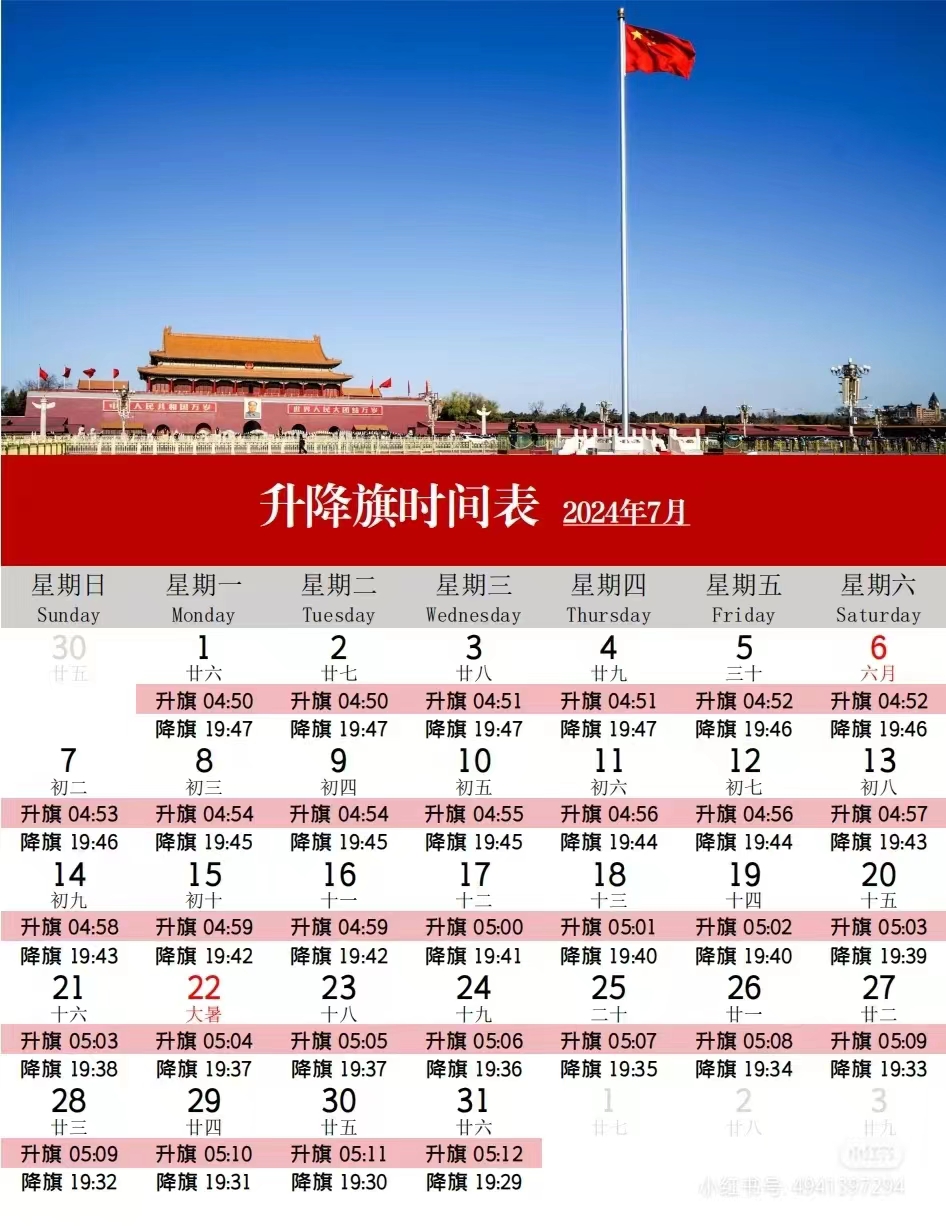 中华人民共和国万岁
世界人民大团结万岁
升降旗时间表 2024年7月
星期日 星期一 星期二 星期三 星期四 星期五 星期六
Sunday Monday Tuesday Wednesday Thursday Friday Saturday
30 1 2 3 4 5 6
廿五 廿六 廿七 廿八 廿九 三十 六月
升旗 04:50 升旗 04:50 升旗 04:51 升旗 04:51 升旗 04:52 升旗 04:52
降旗 19:47 降旗 19:47 降旗 19:47 降旗 19:47 降旗 19:46 降旗 19:46
7 8 9 10 11 12 13
初二 初三 初四 初五 初六 初七 初八
升旗 04:53 升旗 04:54 升旗 04:54 升旗 04:55 升旗 04:56 升旗 04:56 升旗 04:57
降旗 19:46 降旗 19:45 降旗 19:45 降旗 19:45 降旗 19:44 降旗 19:44 降旗 19:43
14 15 16 17 18 19 20
初九 初十 十一 十二 十三 十四 十五
升旗 04:58 升旗 04:59 升旗 04:59 升旗 05:00 升旗 05:01 升旗 05:02 升旗 05:03
降旗 19:43 降旗 19:42 降旗 19:42 降旗 19:41 降旗 19:40 降旗 19:40 降旗 19:39
21 22 23 24 25 26 27
十六 大暑 十八 十九 二十 廿一 廿二
升旗 05:03 升旗 05:04 升旗 05:05 升旗 05:06 升旗 05:07 升旗 05:08 升旗 05:09
降旗 19:38 降旗 19:37 降旗 19:37 降旗 19:36 降旗 19:35 降旗 19:34 降旗 19:33
28 29 30 31 1 2 3
廿三 廿四 廿五 廿六 廿七 廿八 廿九
升旗 05:09 升旗 05:10 升旗 05:11 升旗 05:12
降旗 19:32 降旗 19:31 降旗 19:30 降旗 19:29
小红书
小红书号: 4941397294